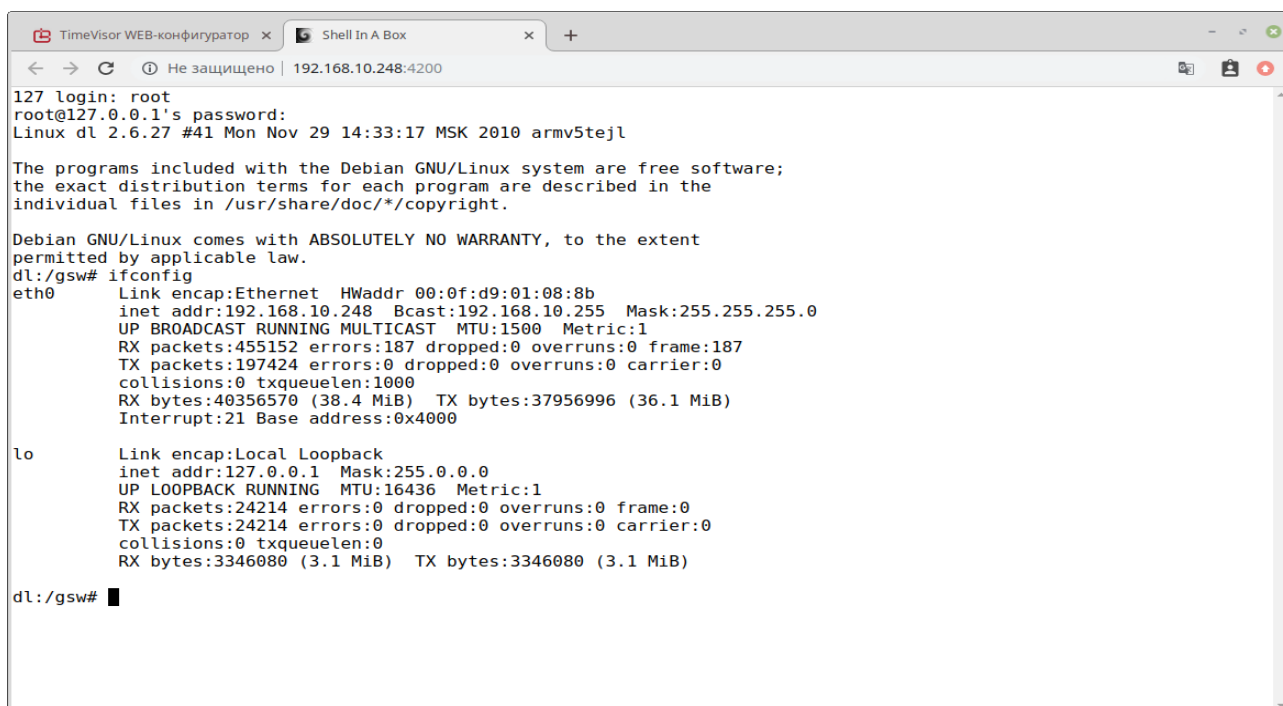 TimeVisor WEB-конфигуратор
Shell In A Box
Не защищено | 192.168.10.248:4200
127 login: root
root@127.0.0.1's password:
Linux dl 2.6.27 #41 Mon Nov 29 14:33:17 MSK 2010 armv5tejl
The programs included with the Debian GNU/Linux system are free software;
the exact distribution terms for each program are described in the
individual files in /usr/share/doc/*/copyright.
Debian GNU/Linux comes with ABSOLUTELY NO WARRANTY, to the extent
permitted by applicable law.
dl:/gsw# ifconfig
eth0      Link encap:Ethernet  HWaddr 00:0f:d9:01:08:8b
          inet addr:192.168.10.248  Bcast:192.168.10.255  Mask:255.255.255.0
          UP BROADCAST RUNNING MULTICAST  MTU:1500  Metric:1
          RX packets:455152 errors:187 dropped:0 overruns:0 frame:187
          TX packets:197424 errors:0 dropped:0 overruns:0 carrier:0
          collisions:0 txqueuelen:1000
          RX bytes:40356570 (38.4 MiB)  TX bytes:37956996 (36.1 MiB)
          Interrupt:21 Base address:0x4000
lo        Link encap:Local Loopback
          inet addr:127.0.0.1  Mask:255.0.0.0
          UP LOOPBACK RUNNING  MTU:16436  Metric:1
          RX packets:24214 errors:0 dropped:0 overruns:0 frame:0
          TX packets:24214 errors:0 dropped:0 overruns:0 carrier:0
          collisions:0 txqueuelen:0
          RX bytes:3346080 (3.1 MiB)  TX bytes:3346080 (3.1 MiB)
dl:/gsw#